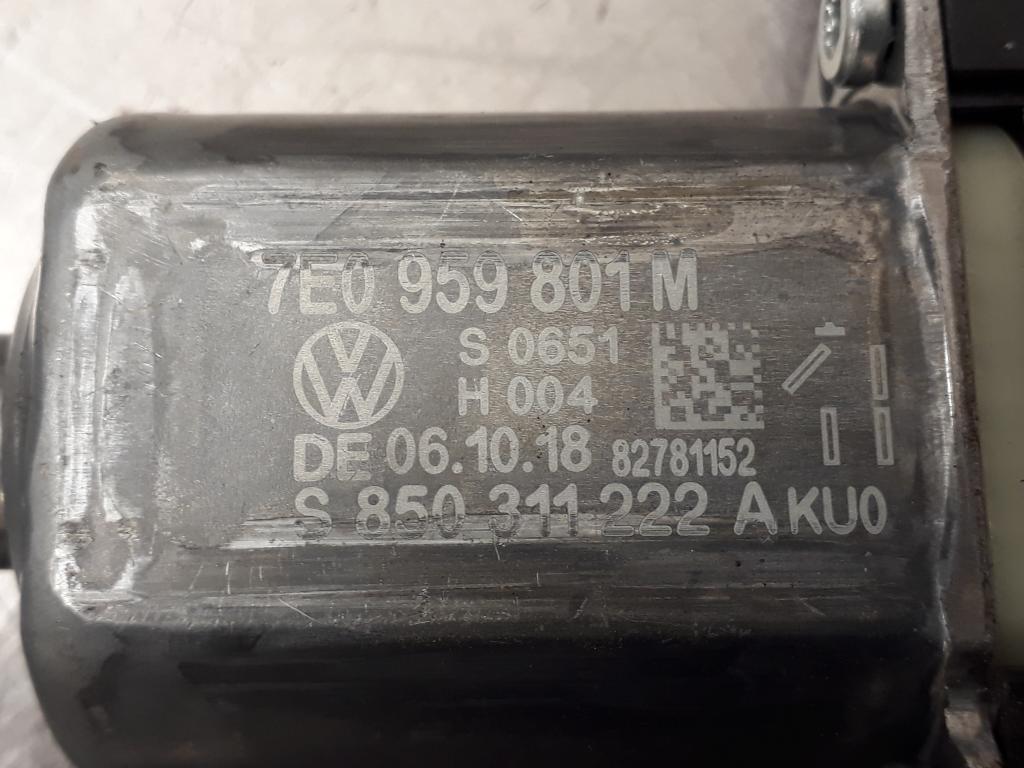 7E0 959 801 M
S 0651
H 004
DE 06.10.18 82781152
S 850 311 222 A KU0